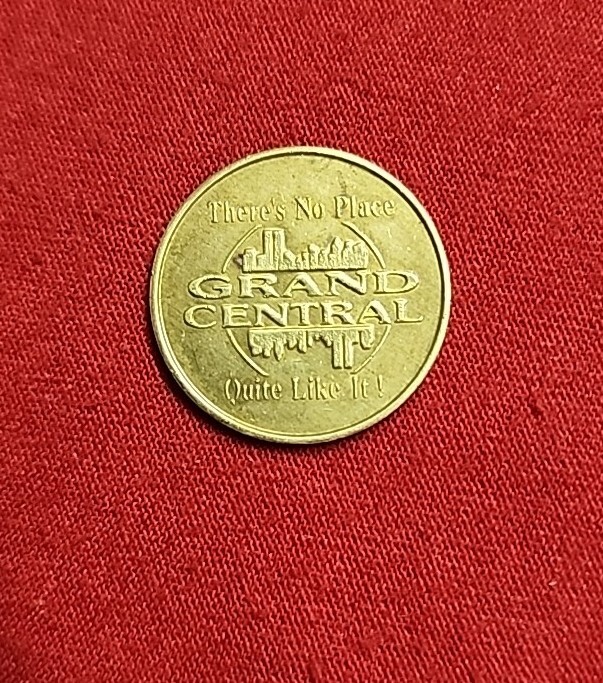 There's No Place
GRAND
CENTRAL
Quite Like It!